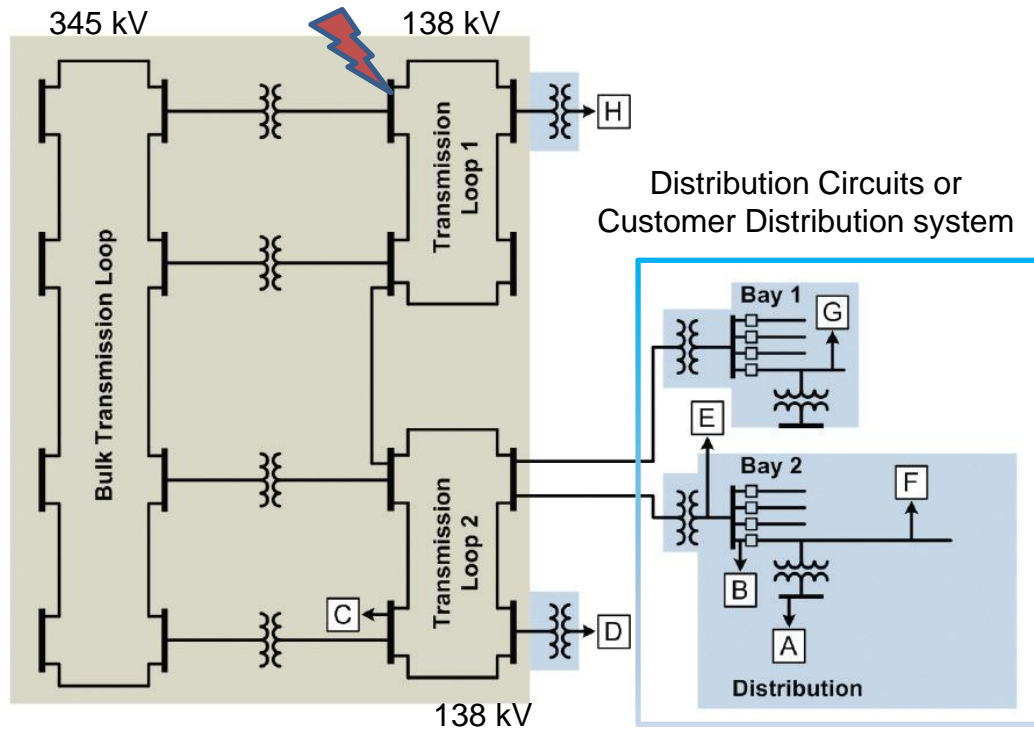 345 kV
138 kV
H
Transmission
Loop 1
Bulk Transmission Loop
Distribution Circuits or
Customer Distribution system
Bay 1
G
E
Bay 2
F
Transmission
Loop 2
B
C
D
A
Distribution
138 kV